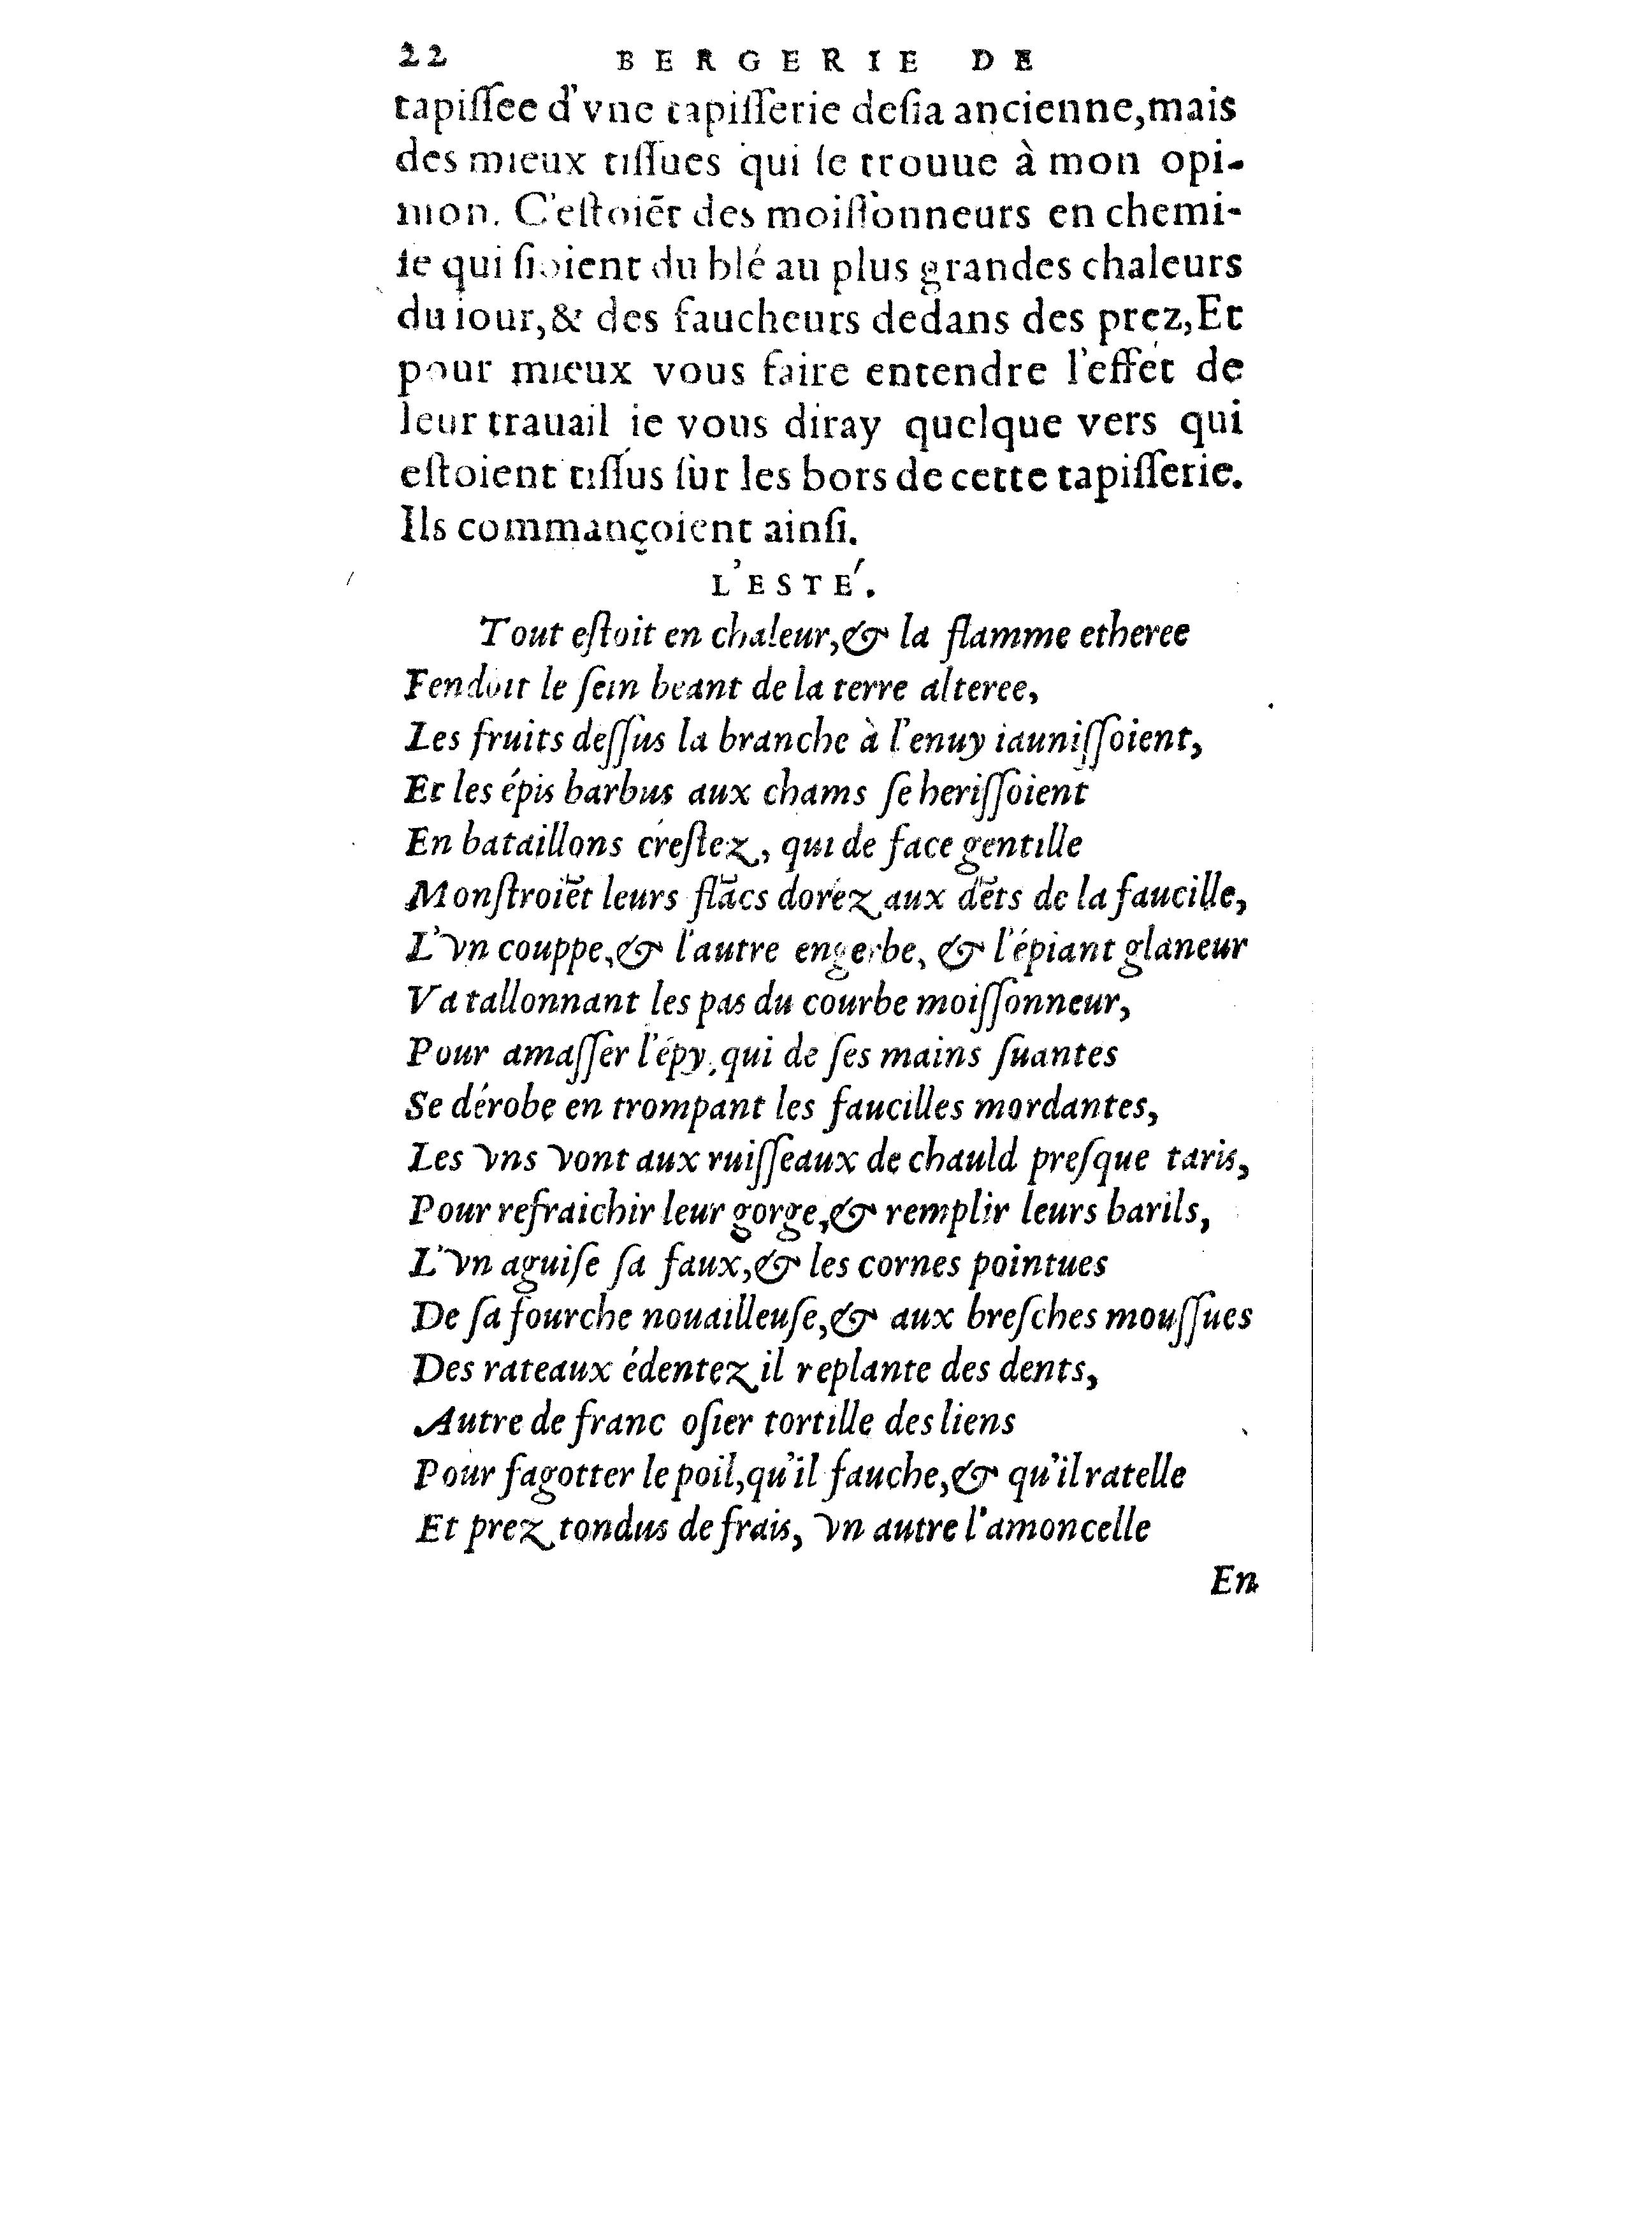 22 BERGERIE DE
tapiſſee d'vne tapiſſerie deſia ancienne,mais
des mieux tiſſues qui ſe trouue à mon opi-
nion. C'eſtoiẽt des moiſſonneurs en chemi-
ſe qui ſioient du blé au plus grandes chaleurs
du iour,& des faucheurs dedans des prez,Et
pour mieux vous faire entendre l'effet de
leur trauail ie vous diray quelque vers qui
eſtoient tiſſus ſur les bors de cette tapiſſerie.
Ils commançoient ainſi.
L'ESTÉ.
Tout eſtoit en chaleur,& la flamme etheree
Fendoit le ſein beant de la terre alteree,
Les fruits deſſus la branche à l'enuy iauniſſoient,
Et les épis barbus aux chams ſe heriſſoient
En bataillons creſtez, qui de face gentille
Monſtroiẽt leurs flãcs dorez aux dẽts de la faucille,
L'vn couppe,& l'autre engerbe, & l'épiant glaneur
Va tallonnant les pas du courbe moiſſonneur,
Pour amaſſer l'épy,qui de ſes mains ſuantes
Se dérobe en trompant les faucilles mordantes,
Les vns vont aux ruiſſeaux de chauld preſque taris,
Pour refraichir leur gorge,& remplir leurs barils,
L'vn aguiſe ſa faux,& les cornes pointues
De ſa fourche nouailleuſe,& aux breſches mouſſues
Des rateaux édentez il replante des dents,
Autre de franc oſier tortille des liens
Pour fagotter le poil,qu'il fauche,& qu'il ratelle
Et prez tondus de frais, vn autre l'amoncelle
En